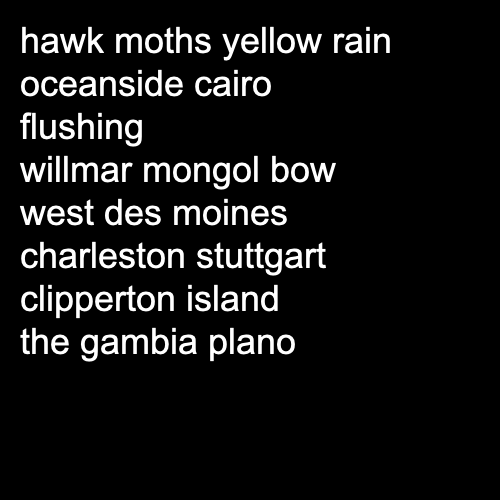 hawk moths yellow rain
oceanside cairo
flushing
willmar mongol bow
west des moines
charleston stuttgart
clipperton island
the gambia plano